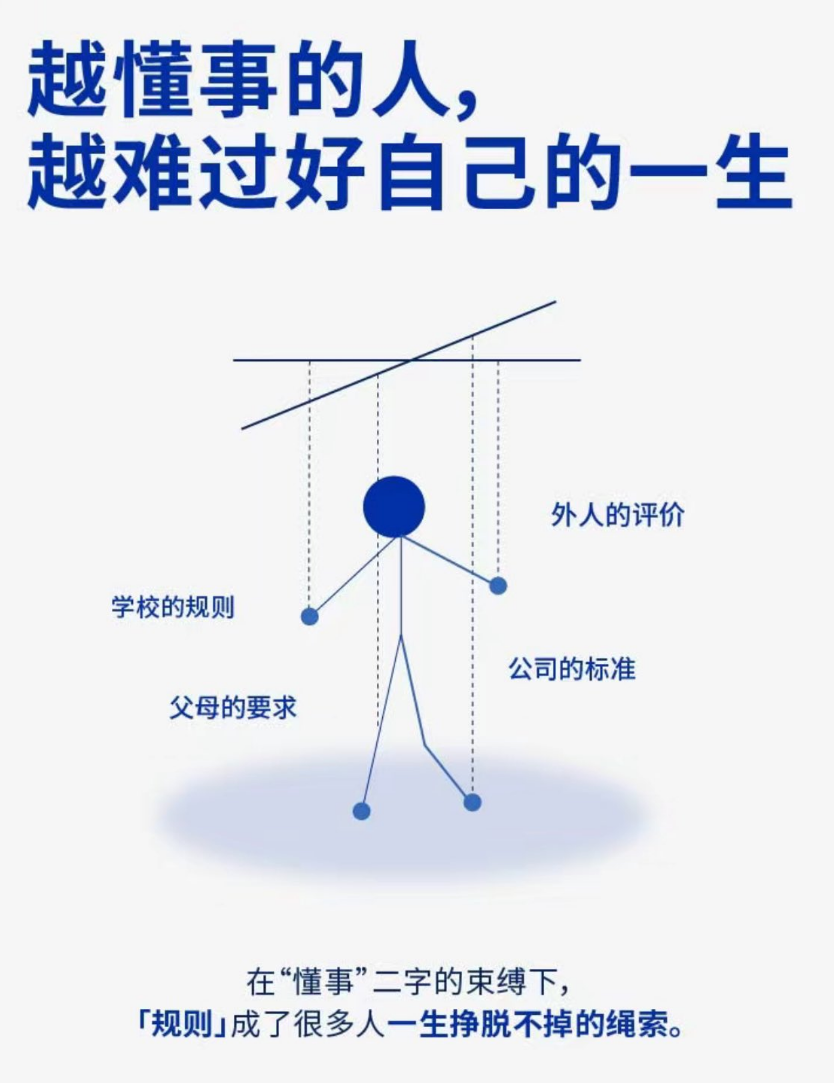 越懂事的人，
越难过好自己的一生
外人的评价
学校的规则
公司的标准
父母的要求
在“懂事”二字的束缚下，
「规则」成了很多人一生挣脱不掉的绳索。